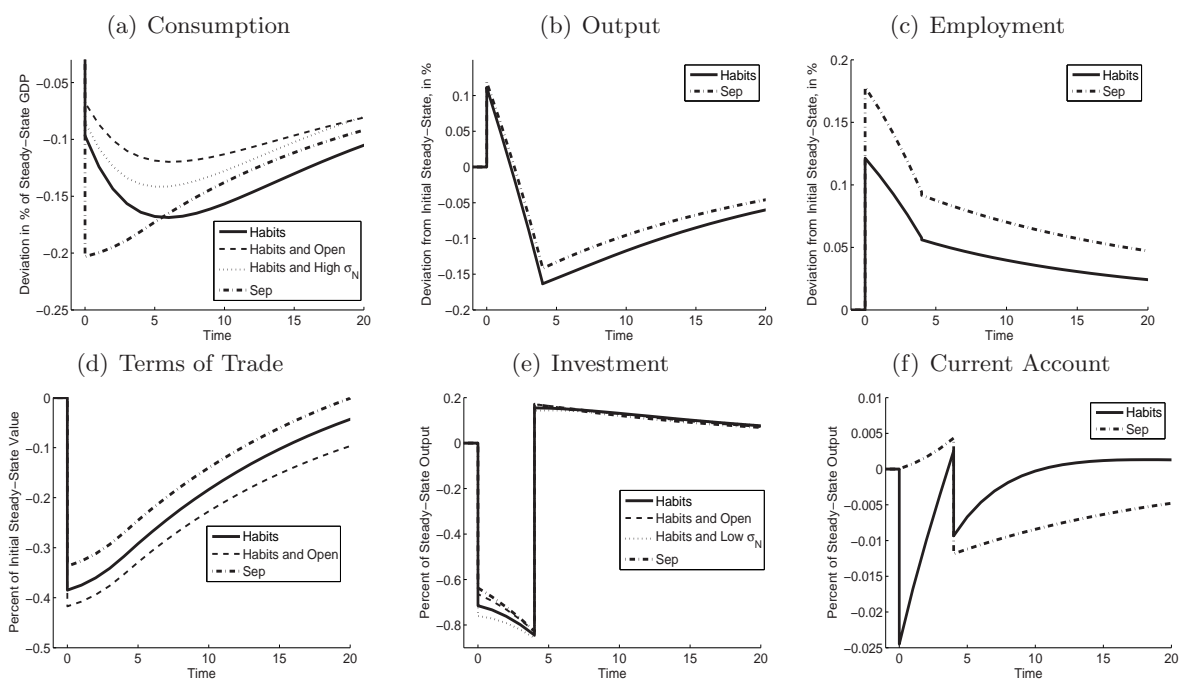 (a) Consumption
Deviation in % of Steady−State GDP
−0.05
−0.1
−0.15
−0.2
−0.25
0 5 10 15 20
Time
Habits
Habits and Open
Habits and High σN
Sep
(b) Output
Deviation from Initial Steady−State, in %
0.1
0.05
0
−0.05
−0.1
−0.15
−0.2
0 5 10 15 20
Time
Habits
Sep
(c) Employment
Deviation from Initial Steady−State, in %
0.2
0.15
0.1
0.05
0
0 5 10 15 20
Time
Habits
Sep
(d) Terms of Trade
Percent of Initial Steady−State Value
0
−0.1
−0.2
−0.3
−0.4
−0.5
0 5 10 15 20
Time
Habits
Habits and Open
Sep
(e) Investment
Percent of Steady−State Output
0.2
0
−0.2
−0.4
−0.6
−0.8
0 5 10 15 20
Time
Habits
Habits and Open
Habits and Low σN
Sep
(f) Current Account
Percent of Steady−State Output
0.01
0.005
0
−0.005
−0.01
−0.015
−0.02
−0.025
0 5 10 15 20
Time
Habits
Sep